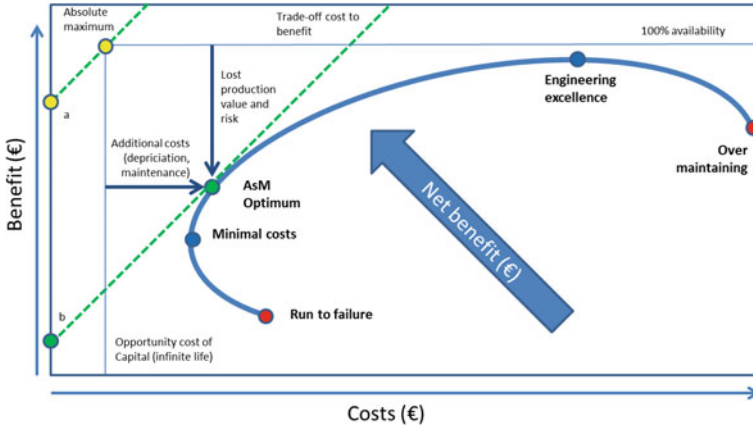 Absolute
maximum
Trade-off cost to
benefit
100% availability
Engineering
excellence
Lost
production
value and
risk
a
Additional costs
(depriciation,
maintenance)
Over
maintaining
AsM
Optimum
Minimal costs
Net benefit (€)
Run to failure
b
Opportunity cost of
Capital (infinite life)
Benefit (€)
Costs (€)